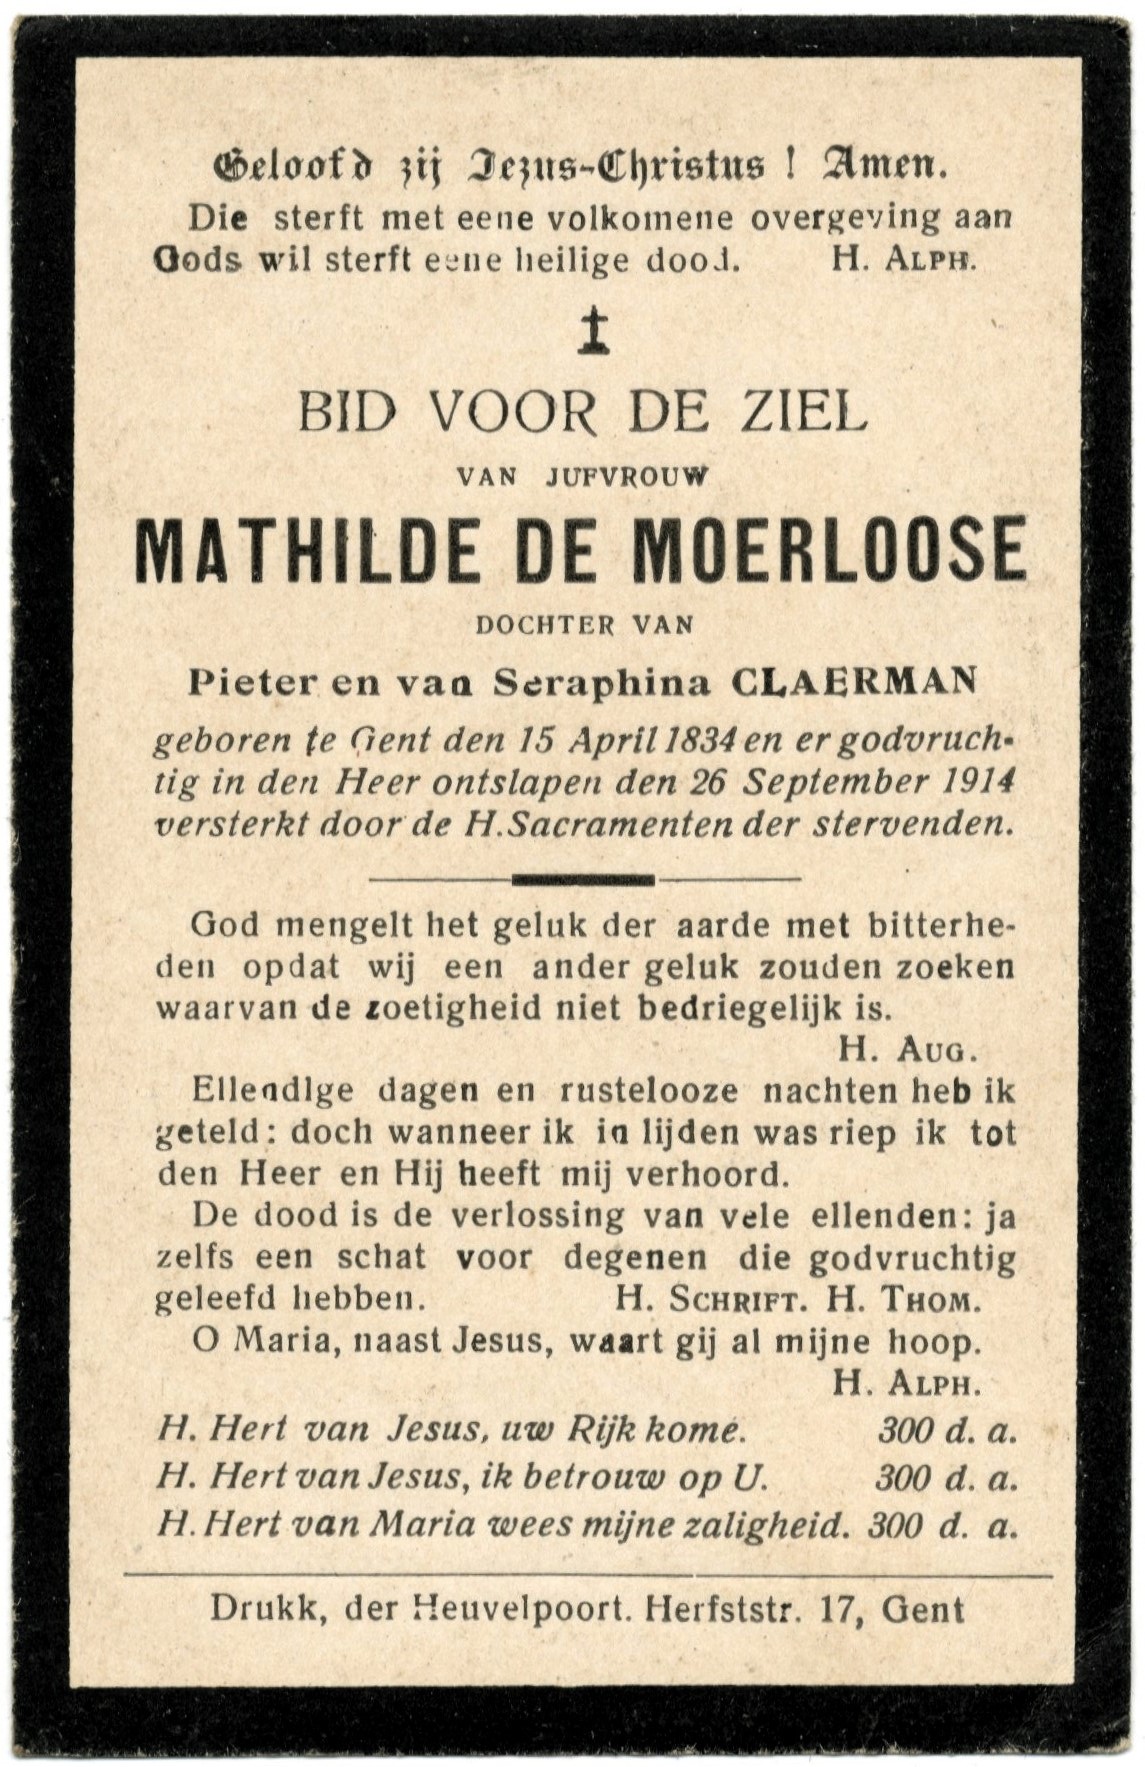 Geloofd zij Jezus-Christus ! Amen.
Die sterft met eene volkomene overgeving aan
Gods wil sterft eene heilige dood. H. ALPH.
BID VOOR DE ZIEL
VAN JUFVROUW
MATHILDE DE MOERLOOSE
DOCHTER VAN
Pieter en van Seraphina CLAERMAN
geboren te Gent den 15 April 1834 en er godvruch-
tig in den Heer ontslapen den 26 September 1914
versterkt door de H. Sacramenten der stervenden.
God mengelt het geluk der aarde met bitterhe-
den opdat wij een ander geluk zouden zoeken
waarvan de zoetigheid niet bedriegelijk is.
H. AUG.
Ellendlge dagen en rustelooze nachten heb ik
geteld: doch wanneer ik in lijden was riep ik tot
den Heer en Hij heeft mij verhoord.
De dood is de verlossing van vele ellenden: ja
zelfs een schat voor degenen die godvruchtig
geleefd hebben. H. SCHRIFT. H. THOM.
O Maria, naast Jesus, waart gij al mijne hoop.
H. ALPH.
H. Hert van Jesus, uw Rijk kome. 300 d. a.
H. Hert van Jesus, ik betrouw op U. 300 d. a.
H. Hert van Maria wees mijne zaligheid. 300 d. a.
Drukk, der Heuvelpoort. Herfststr. 17, Gent